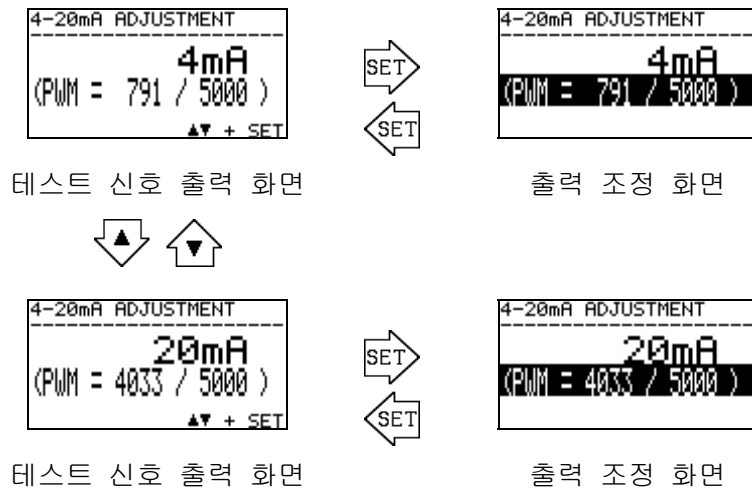 4-20mA ADJUSTMENT
4mA
(PWM = 791 / 5000 )
▲▼ + SET
SET
SET
4-20mA ADJUSTMENT
4mA
(PWM = 791 / 5000 )
테스트 신호 출력 화면
출력 조정 화면
▲ ▼
4-20mA ADJUSTMENT
20mA
(PWM = 4033 / 5000 )
▲▼ + SET
SET
SET
4-20mA ADJUSTMENT
20mA
(PWM = 4033 / 5000 )
테스트 신호 출력 화면
출력 조정 화면